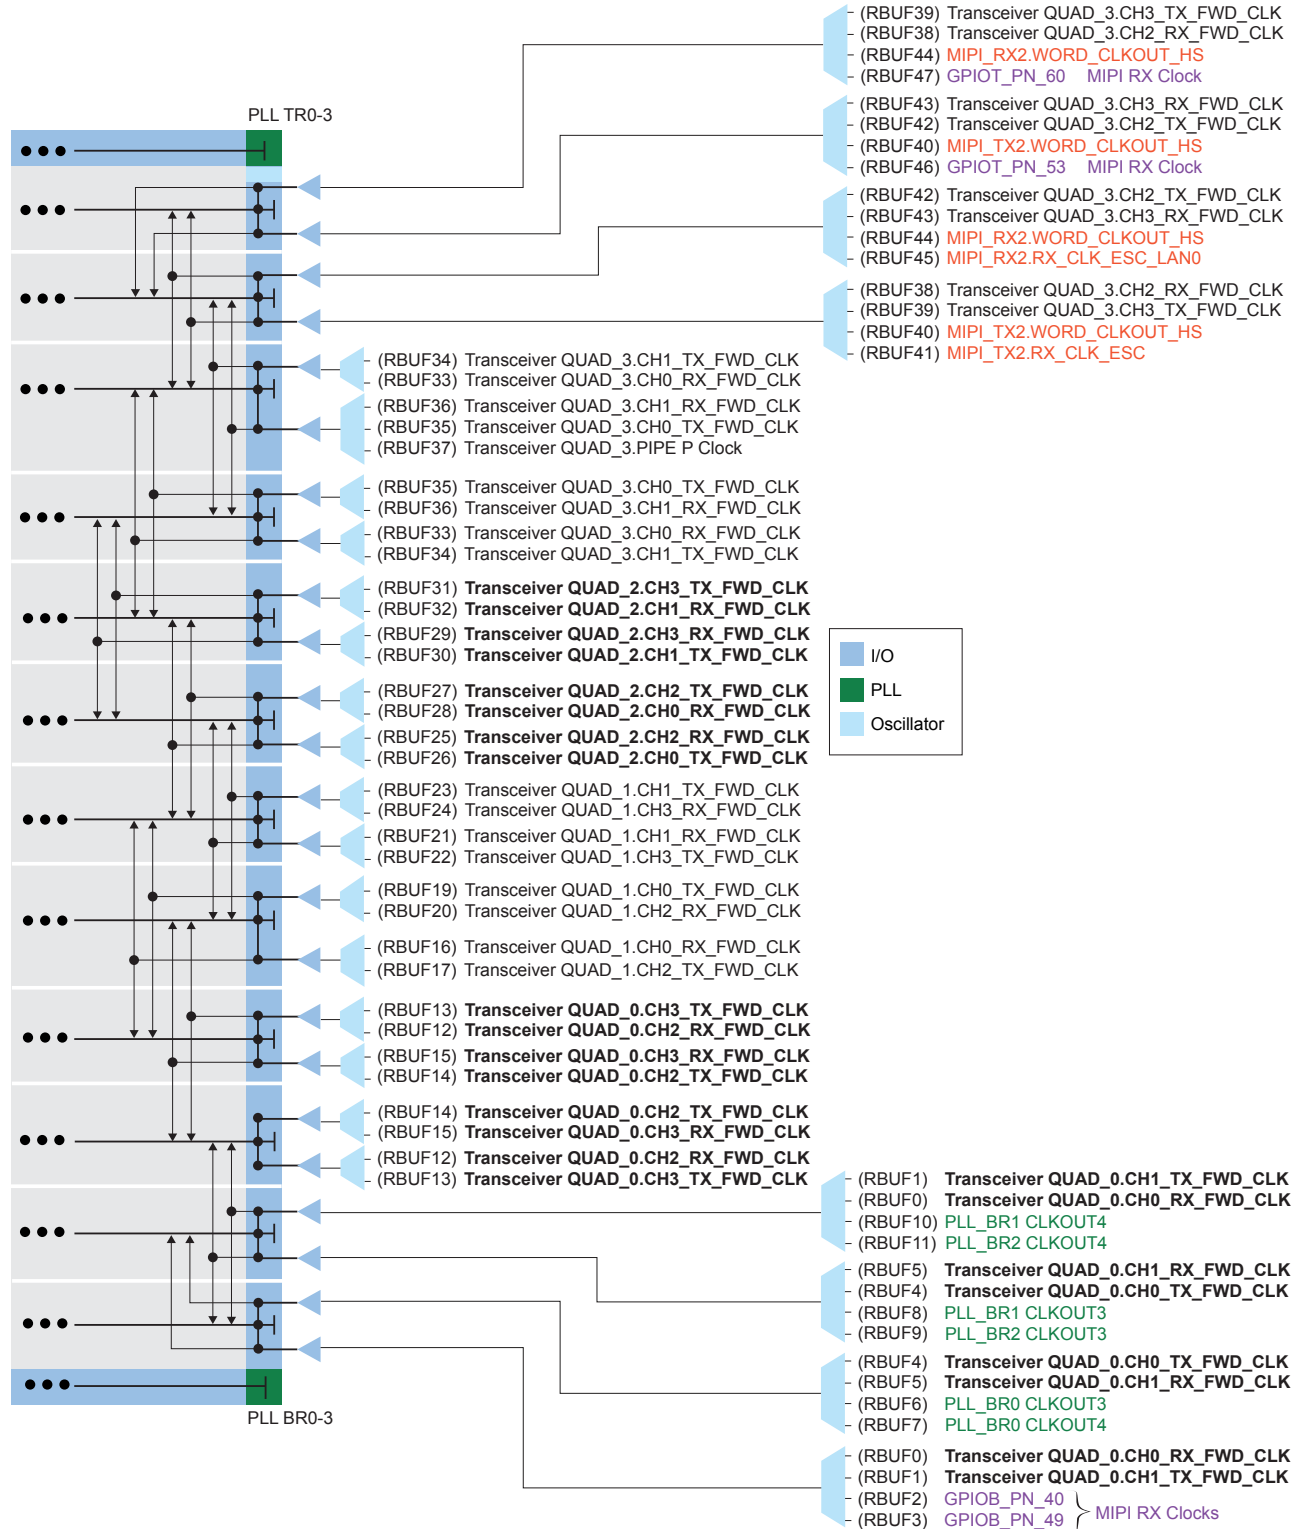 (RBUF39) Transceiver QUAD_3.CH3_TX_FWD_CLK
(RBUF38) Transceiver QUAD_3.CH2_RX_FWD_CLK
(RBUF44) MIPI_RX2.WORD_CLKOUT_HS
(RBUF47) GPIOT_PN_60 MIPI RX Clock
(RBUF43) Transceiver QUAD_3.CH3_RX_FWD_CLK
(RBUF42) Transceiver QUAD_3.CH2_TX_FWD_CLK
(RBUF40) MIPI_TX2.WORD_CLKOUT_HS
(RBUF46) GPIOT_PN_53 MIPI RX Clock
(RBUF42) Transceiver QUAD_3.CH2_TX_FWD_CLK
(RBUF43) Transceiver QUAD_3.CH3_RX_FWD_CLK
(RBUF44) MIPI_RX2.WORD_CLKOUT_HS
(RBUF45) MIPI_RX2.RX_CLK_ESC_LAN0
(RBUF38) Transceiver QUAD_3.CH2_RX_FWD_CLK
(RBUF39) Transceiver QUAD_3.CH3_TX_FWD_CLK
(RBUF40) MIPI_TX2.WORD_CLKOUT_HS
(RBUF41) MIPI_TX2.RX_CLK_ESC
PLL TR0-3
(RBUF34) Transceiver QUAD_3.CH1_TX_FWD_CLK
(RBUF33) Transceiver QUAD_3.CH0_RX_FWD_CLK
(RBUF36) Transceiver QUAD_3.CH1_RX_FWD_CLK
(RBUF35) Transceiver QUAD_3.CH0_TX_FWD_CLK
(RBUF37) Transceiver QUAD_3.PIPE P Clock
(RBUF35) Transceiver QUAD_3.CH0_TX_FWD_CLK
(RBUF36) Transceiver QUAD_3.CH1_RX_FWD_CLK
(RBUF33) Transceiver QUAD_3.CH0_RX_FWD_CLK
(RBUF34) Transceiver QUAD_3.CH1_TX_FWD_CLK
(RBUF31) Transceiver QUAD_2.CH3_TX_FWD_CLK
(RBUF32) Transceiver QUAD_2.CH1_RX_FWD_CLK
(RBUF29) Transceiver QUAD_2.CH3_RX_FWD_CLK
(RBUF30) Transceiver QUAD_2.CH1_TX_FWD_CLK
(RBUF27) Transceiver QUAD_2.CH2_TX_FWD_CLK
(RBUF28) Transceiver QUAD_2.CH0_RX_FWD_CLK
(RBUF25) Transceiver QUAD_2.CH2_RX_FWD_CLK
(RBUF26) Transceiver QUAD_2.CH0_TX_FWD_CLK
I/O
PLL
Oscillator
(RBUF23) Transceiver QUAD_1.CH1_TX_FWD_CLK
(RBUF24) Transceiver QUAD_1.CH3_RX_FWD_CLK
(RBUF21) Transceiver QUAD_1.CH1_RX_FWD_CLK
(RBUF22) Transceiver QUAD_1.CH3_TX_FWD_CLK
(RBUF19) Transceiver QUAD_1.CH0_TX_FWD_CLK
(RBUF20) Transceiver QUAD_1.CH2_RX_FWD_CLK
(RBUF16) Transceiver QUAD_1.CH0_RX_FWD_CLK
(RBUF17) Transceiver QUAD_1.CH2_TX_FWD_CLK
(RBUF13) Transceiver QUAD_0.CH3_TX_FWD_CLK
(RBUF12) Transceiver QUAD_0.CH2_RX_FWD_CLK
(RBUF15) Transceiver QUAD_0.CH3_RX_FWD_CLK
(RBUF14) Transceiver QUAD_0.CH2_TX_FWD_CLK
(RBUF14) Transceiver QUAD_0.CH2_TX_FWD_CLK
(RBUF15) Transceiver QUAD_0.CH3_RX_FWD_CLK
(RBUF12) Transceiver QUAD_0.CH2_RX_FWD_CLK
(RBUF13) Transceiver QUAD_0.CH3_TX_FWD_CLK
(RBUF1) Transceiver QUAD_0.CH1_TX_FWD_CLK
(RBUF0) Transceiver QUAD_0.CH0_RX_FWD_CLK
(RBUF10) PLL_BR1 CLKOUT4
(RBUF11) PLL_BR2 CLKOUT4
(RBUF5) Transceiver QUAD_0.CH1_RX_FWD_CLK
(RBUF4) Transceiver QUAD_0.CH0_TX_FWD_CLK
(RBUF8) PLL_BR1 CLKOUT3
(RBUF9) PLL_BR2 CLKOUT3
(RBUF4) Transceiver QUAD_0.CH0_TX_FWD_CLK
(RBUF5) Transceiver QUAD_0.CH1_RX_FWD_CLK
(RBUF6) PLL_BR0 CLKOUT3
(RBUF7) PLL_BR0 CLKOUT4
PLL BR0-3
(RBUF0) Transceiver QUAD_0.CH0_RX_FWD_CLK
(RBUF1) Transceiver QUAD_0.CH1_TX_FWD_CLK
(RBUF2) GPIOB_PN_40
(RBUF3) GPIOB_PN_49
MIPI RX Clocks